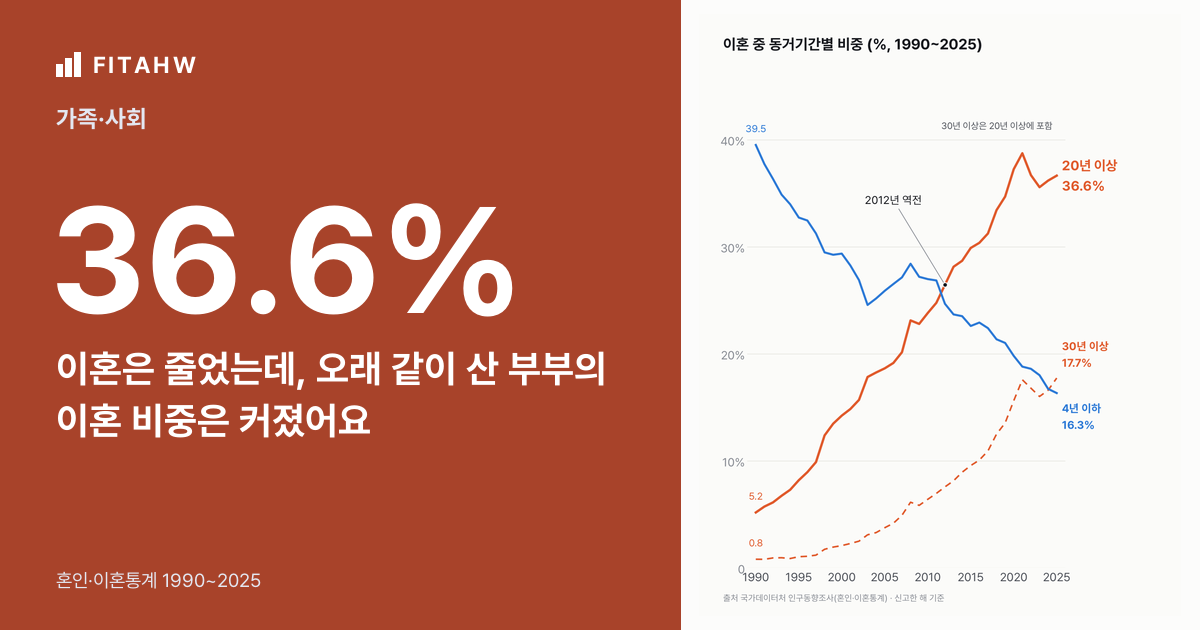 FITAHW
가족·사회
36.6%
이혼은 줄었는데, 오래 같이 산 부부의
이혼 비중은 커졌어요
혼인·이혼통계 1990~2025
이혼 중 동거기간별 비중 (%, 1990~2025)
39.5
30년 이상은 20년 이상에 포함
40%
20년 이상
36.6%
2012년 역전
30%
30년 이상
17.7%
20%
4년 이하
16.3%
10%
5.2
0.8
0
1990 1995 2000 2005 2010 2015 2020 2025
출처 국가데이터처 인구동향조사(혼인·이혼통계) · 신고한 해 기준